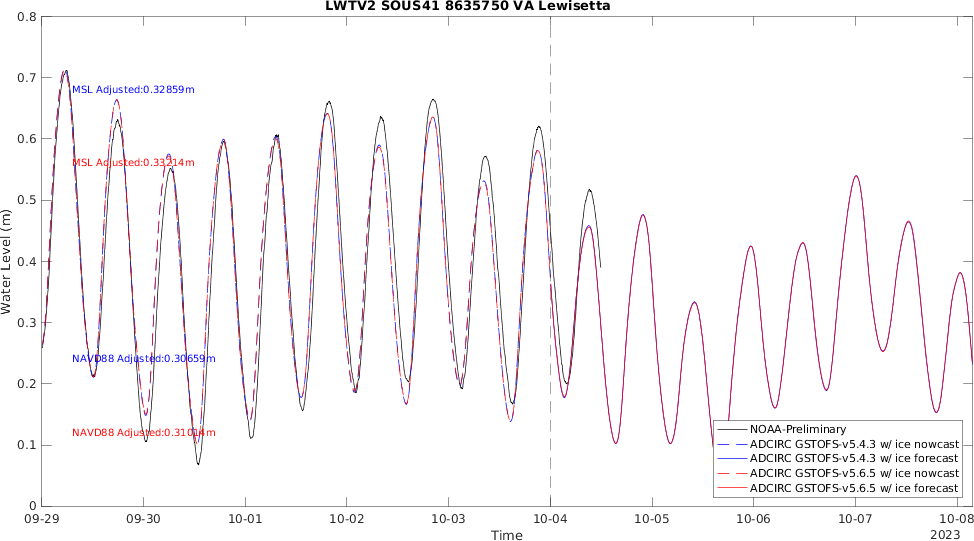 LWTV2 SOUS41 8635750 VA Lewisetta
0.8
0.7
0.6
0.5
0.4
0.3
0.2
0.1
0
Water Level (m)
MSL Adjusted:0.32859m
MSL Adjusted:0.33214m
NAVD88 Adjusted:0.30659m
NAVD88 Adjusted:0.31014m
NOAA-Preliminary
ADCIRC GSTOFS-v5.4.3 w/ ice nowcast
ADCIRC GSTOFS-v5.4.3 w/ ice forecast
ADCIRC GSTOFS-v5.6.5 w/ ice nowcast
ADCIRC GSTOFS-v5.6.5 w/ ice forecast
09-29 09-30 10-01 10-02 10-03 10-04 10-05 10-06 10-07 10-08
Time 2023